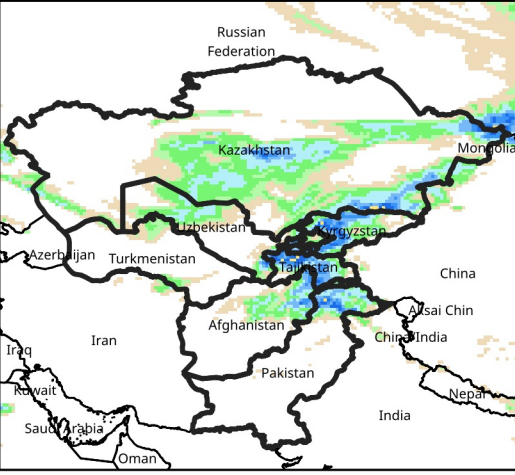 Russian
Federation
Kazakhstan
Mongolia
Uzbekistan
Kyrgyzstan
Azerbaijan
Turkmenistan
Tajikistan
China
Aksai Chin
Afghanistan
China/India
Iran
Iraq
Pakistan
Kuwait
Nepal
India
Saudi Arabia
Oman